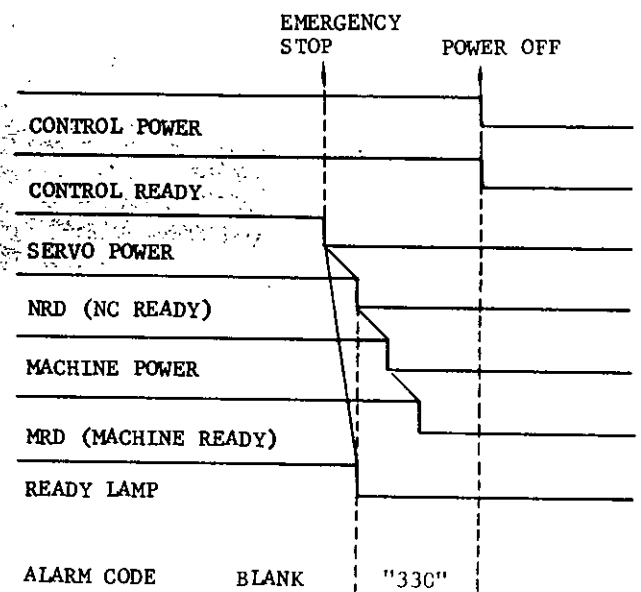 EMERGENCY
STOP POWER OFF
CONTROL POWER
CONTROL READY
SERVO POWER
NRD (NC READY)
MACHINE POWER
MRD (MACHINE READY)
READY LAMP
ALARM CODE BLANK "330"